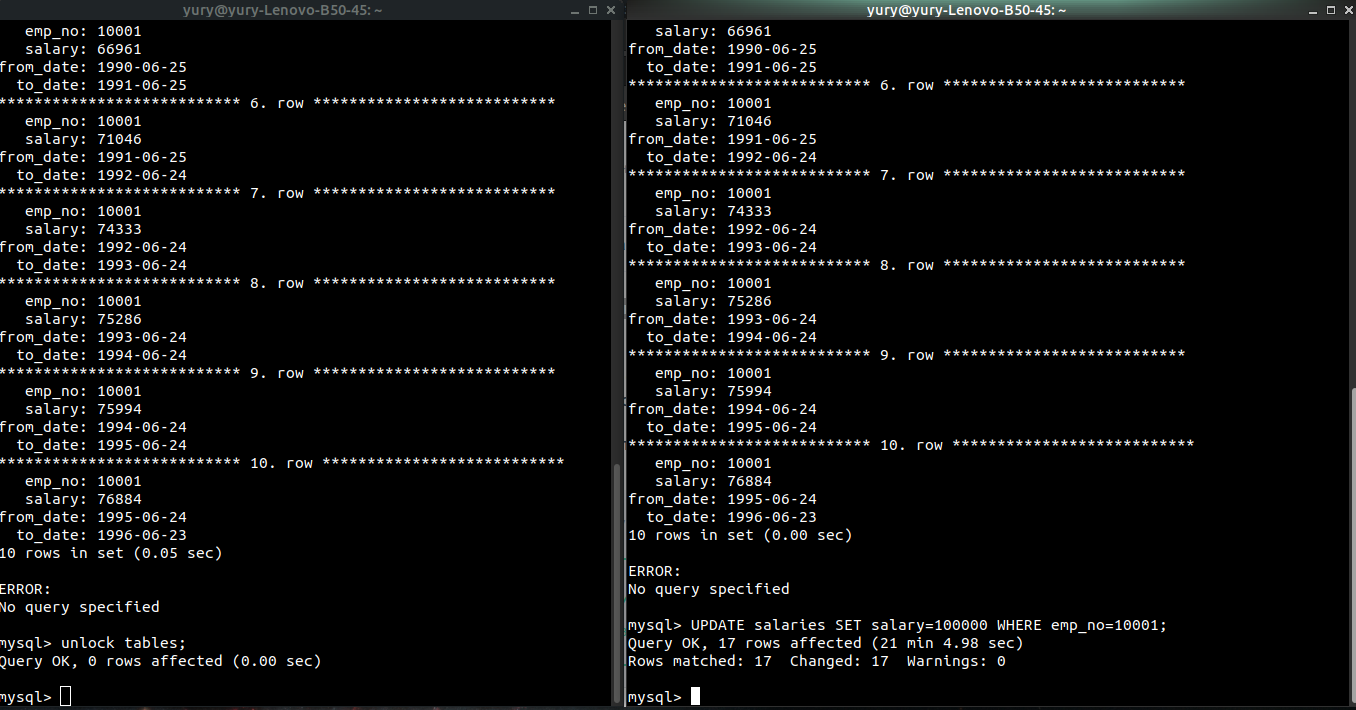 yury@yury-Lenovo-B50-45: ~
emp_no: 10001
salary: 66961
from_date: 1990-06-25
to_date: 1991-06-25
*************************** 6. row ***************************
emp_no: 10001
salary: 71046
from_date: 1991-06-25
to_date: 1992-06-24
*************************** 7. row ***************************
emp_no: 10001
salary: 74333
from_date: 1992-06-24
to_date: 1993-06-24
*************************** 8. row ***************************
emp_no: 10001
salary: 75286
from_date: 1993-06-24
to_date: 1994-06-24
*************************** 9. row ***************************
emp_no: 10001
salary: 75994
from_date: 1994-06-24
to_date: 1995-06-24
*************************** 10. row ***************************
emp_no: 10001
salary: 76884
from_date: 1995-06-24
to_date: 1996-06-23
10 rows in set (0.05 sec)
ERROR:
No query specified
mysql> unlock tables;
Query OK, 0 rows affected (0.00 sec)
mysql>
yury@yury-Lenovo-B50-45: ~
salary: 66961
from_date: 1990-06-25
to_date: 1991-06-25
*************************** 6. row ***************************
emp_no: 10001
salary: 71046
from_date: 1991-06-25
to_date: 1992-06-24
*************************** 7. row ***************************
emp_no: 10001
salary: 74333
from_date: 1992-06-24
to_date: 1993-06-24
*************************** 8. row ***************************
emp_no: 10001
salary: 75286
from_date: 1993-06-24
to_date: 1994-06-24
*************************** 9. row ***************************
emp_no: 10001
salary: 75994
from_date: 1994-06-24
to_date: 1995-06-24
*************************** 10. row ***************************
emp_no: 10001
salary: 76884
from_date: 1995-06-24
to_date: 1996-06-23
10 rows in set (0.00 sec)
ERROR:
No query specified
mysql> UPDATE salaries SET salary=100000 WHERE emp_no=10001;
Query OK, 17 rows affected (21 min 4.98 sec)
Rows matched: 17  Changed: 17  Warnings: 0
mysql>